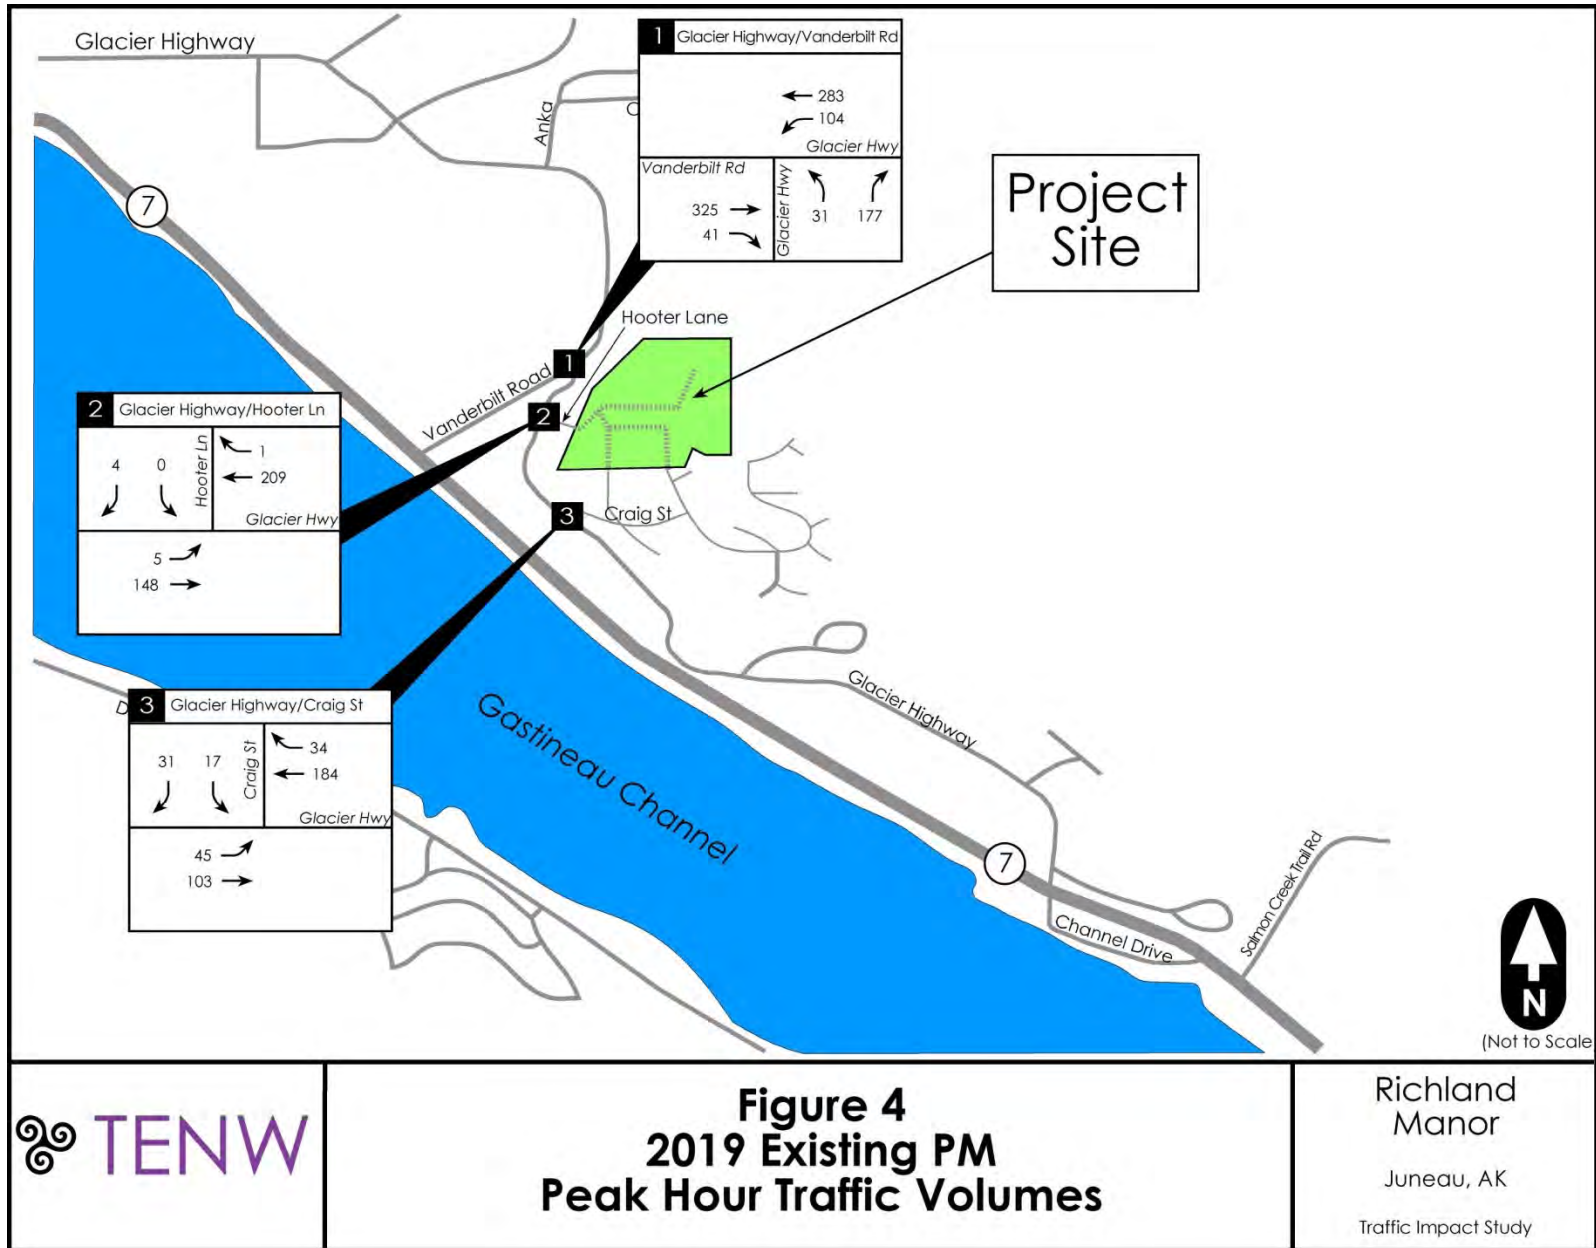 Glacier Highway
Anka
C
1 Glacier Highway/Vanderbilt Rd
283
104
Glacier Hwy
Vanderbilt Rd
325
41
Glacier Hwy
31 177
Project
Site
7
Hooter Lane
1
Vanderbilt Road
2
2 Glacier Highway/Hooter Ln
4 0
Hooter Ln
1
209
Glacier Hwy
5
148
3
Craig St
D
3 Glacier Highway/Craig St
31 17
Craig St
34
184
Glacier Hwy
45
103
Gastineau Channel
Glacier Highway
7
Channel Drive
Salmon Creek Trail Rd
N
(Not to Scale
TENW
Figure 4
2019 Existing PM
Peak Hour Traffic Volumes
Richland
Manor
Juneau, AK
Traffic Impact Study